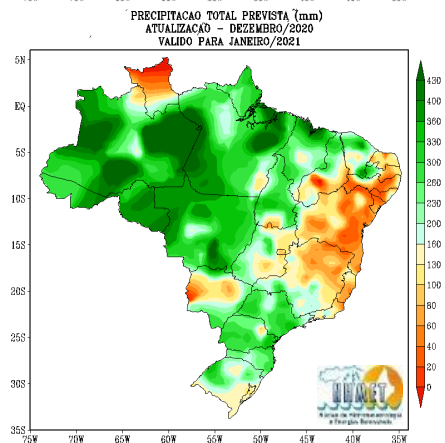 PRECIPITACAO TOTAL PREVISTA (mm)
ATUALIZACAO - DEZEMBRO/2020
VALIDO PARA JANEIRO/2021
5N
EQ
5S
10S
15S
20S
25S
30S
35S
75W 70W 65W 60W 55W 50W 45W 40W 35W
430
400
360
330
300
260
230
200
160
130
100
80
60
40
20
0